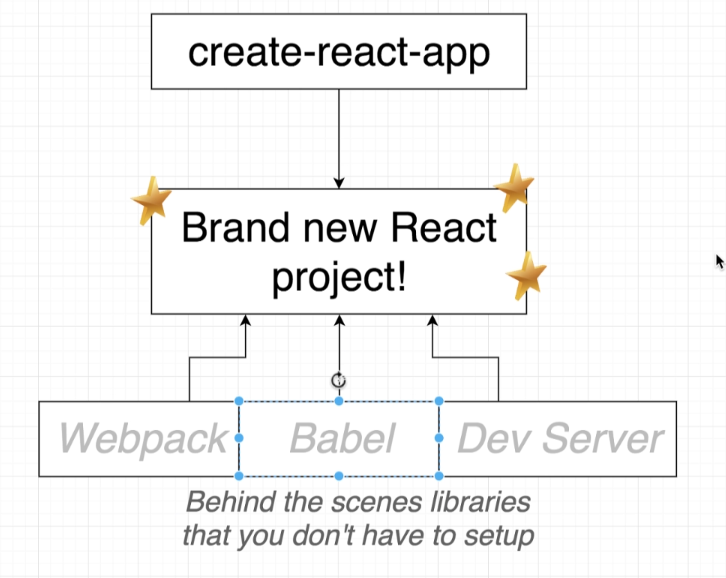 create-react-app
Brand new React
project!
Webpack Babel Dev Server
Behind the scenes libraries
that you don't have to setup